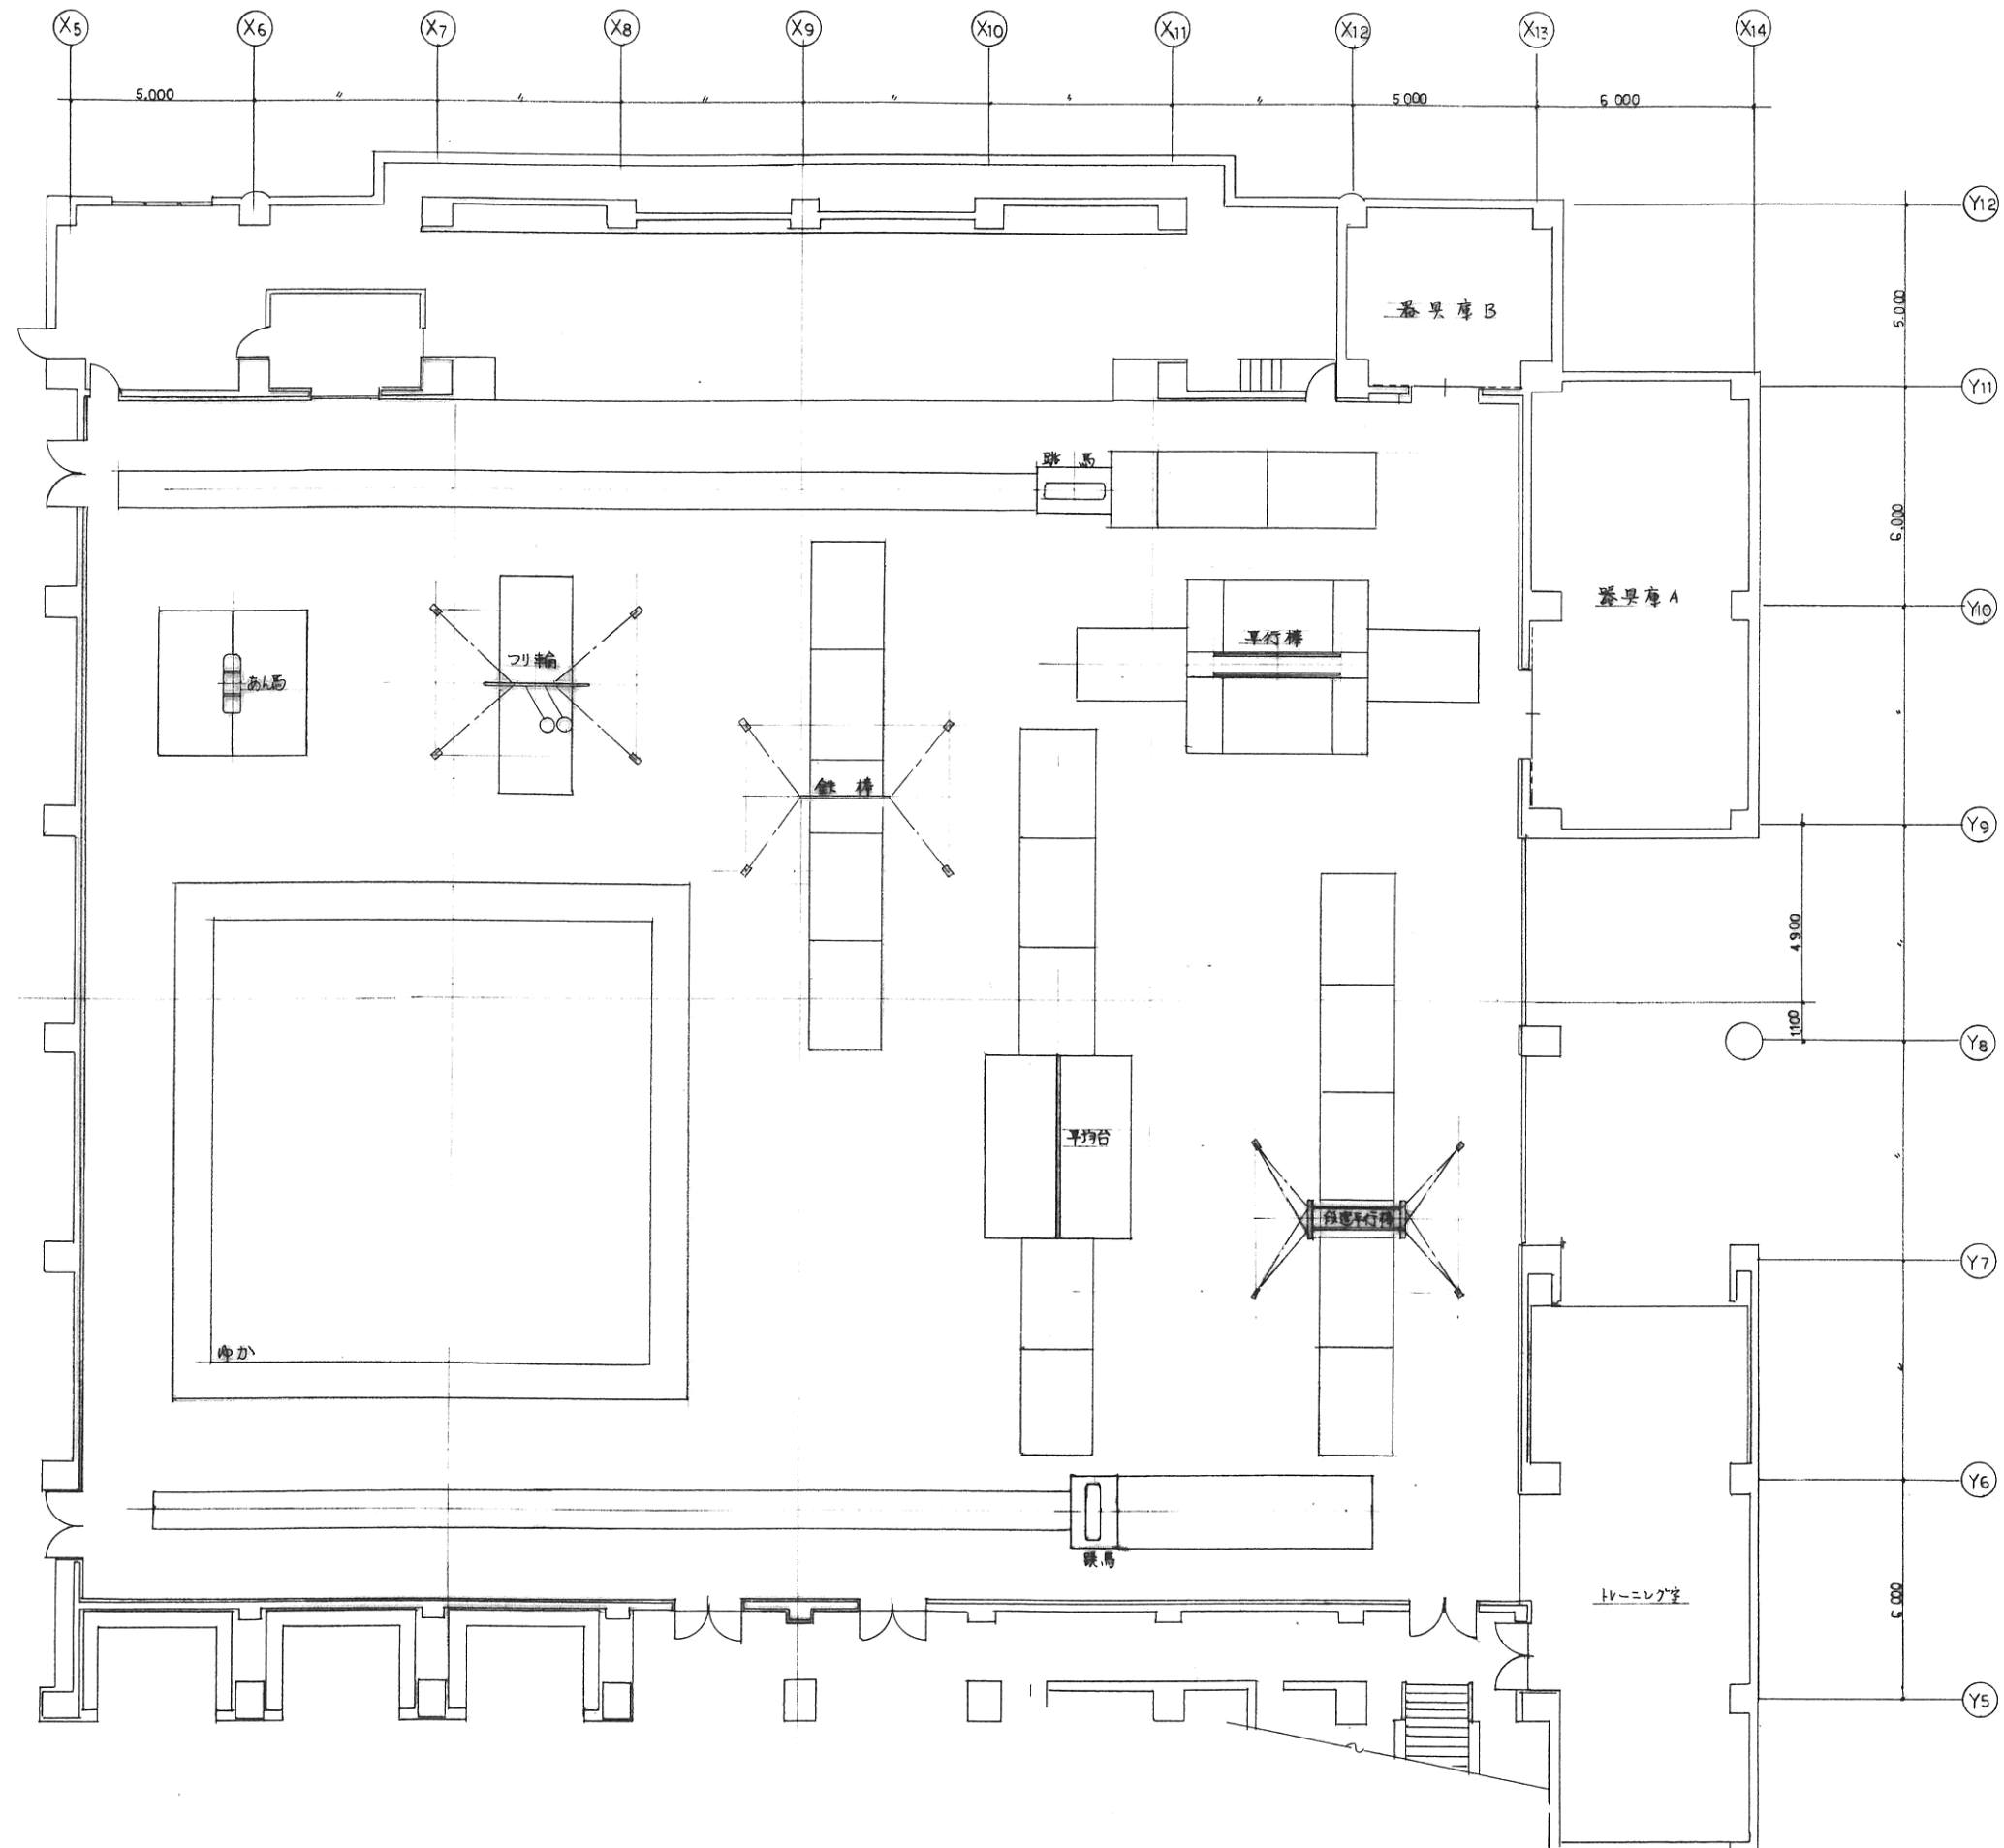 X5 X6 X7 X8 X9 X10 X11 X12 X13 X14
5.000 〃 〃 〃 〃 〃 〃 5 000 6 000
Y12
5.000
器具庫B
Y11
跳 馬
6.000
器具庫A
Y10
平行棒
つり輪
あん馬
〃
鉄 棒
Y9
4 900
〃
1100
Y8
平均台
〃
段違平行棒
Y7
ゆか
〃
Y6
跳馬
トレーニング室
6 000
Y5